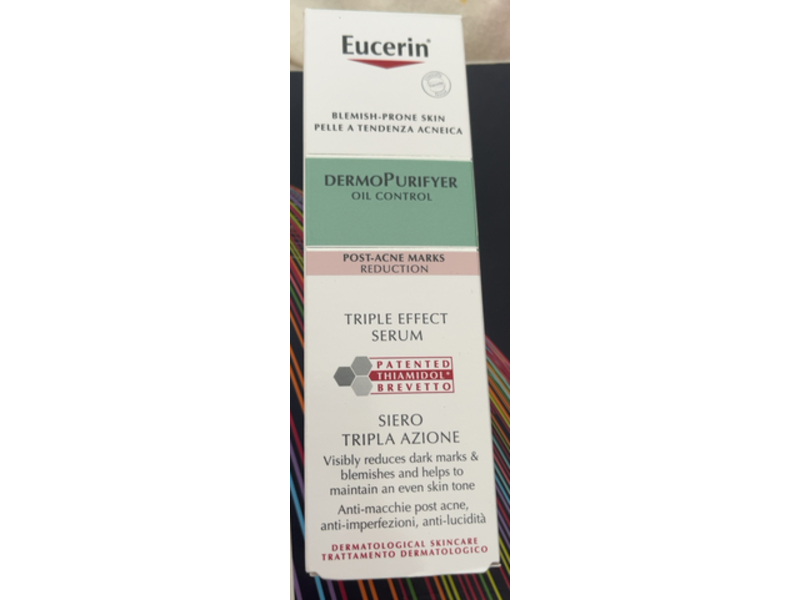 Eucerin®
BLEMISH-PRONE SKIN
PELLE A TENDENZA ACNEICA
DERMOPURIFYER
OIL CONTROL
POST-ACNE MARKS
REDUCTION
TRIPLE EFFECT
SERUM
PATENTED
THIAMIDOL®
BREVETTO
SIERO
TRIPLA AZIONE
Visibly reduces dark marks &
blemishes and helps to
maintain an even skin tone
Anti-macchie post acne,
anti-imperfezioni, anti-lucidità
DERMATOLOGICAL SKINCARE
TRATTAMENTO DERMATOLOGICO